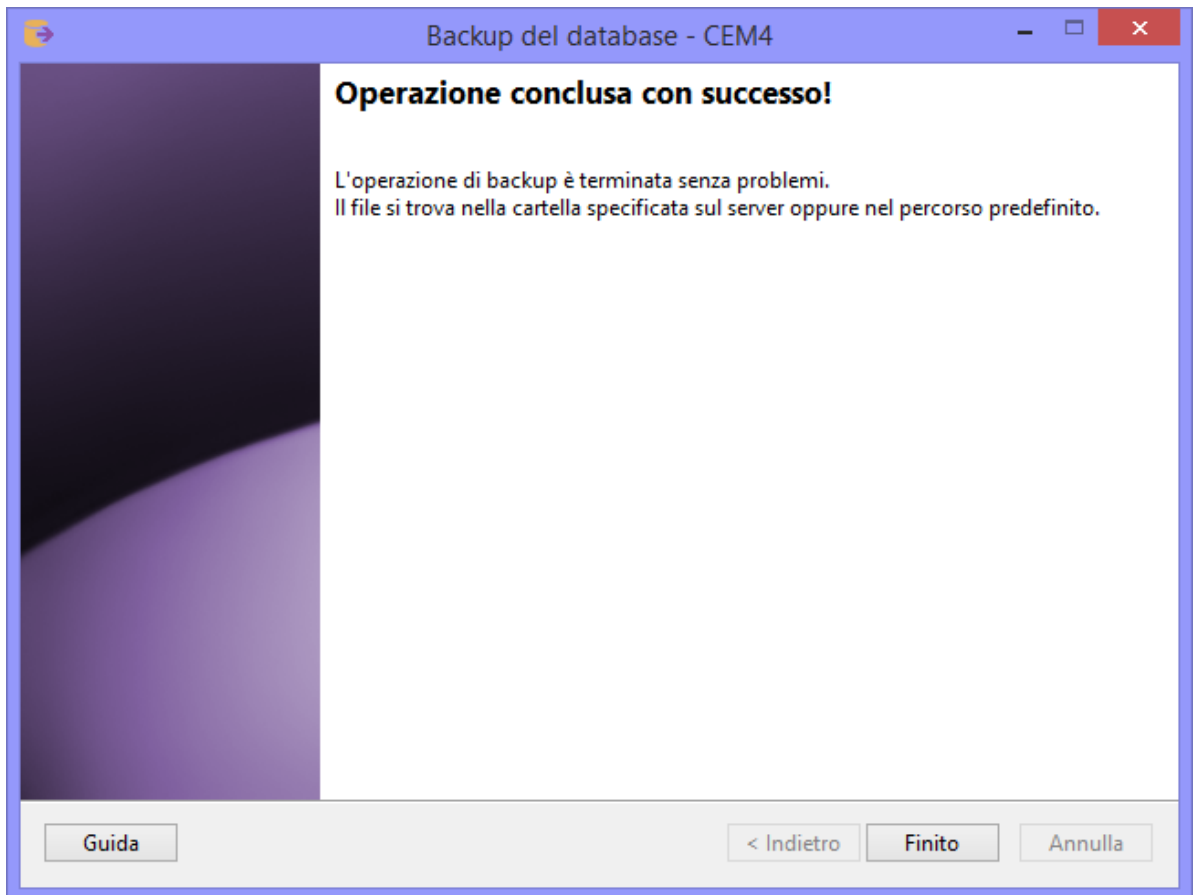 Backup del database - CEM4
Operazione conclusa con successo!
L'operazione di backup è terminata senza problemi.
Il file si trova nella cartella specificata sul server oppure nel percorso predefinito.
Guida
< Indietro
Finito
Annulla